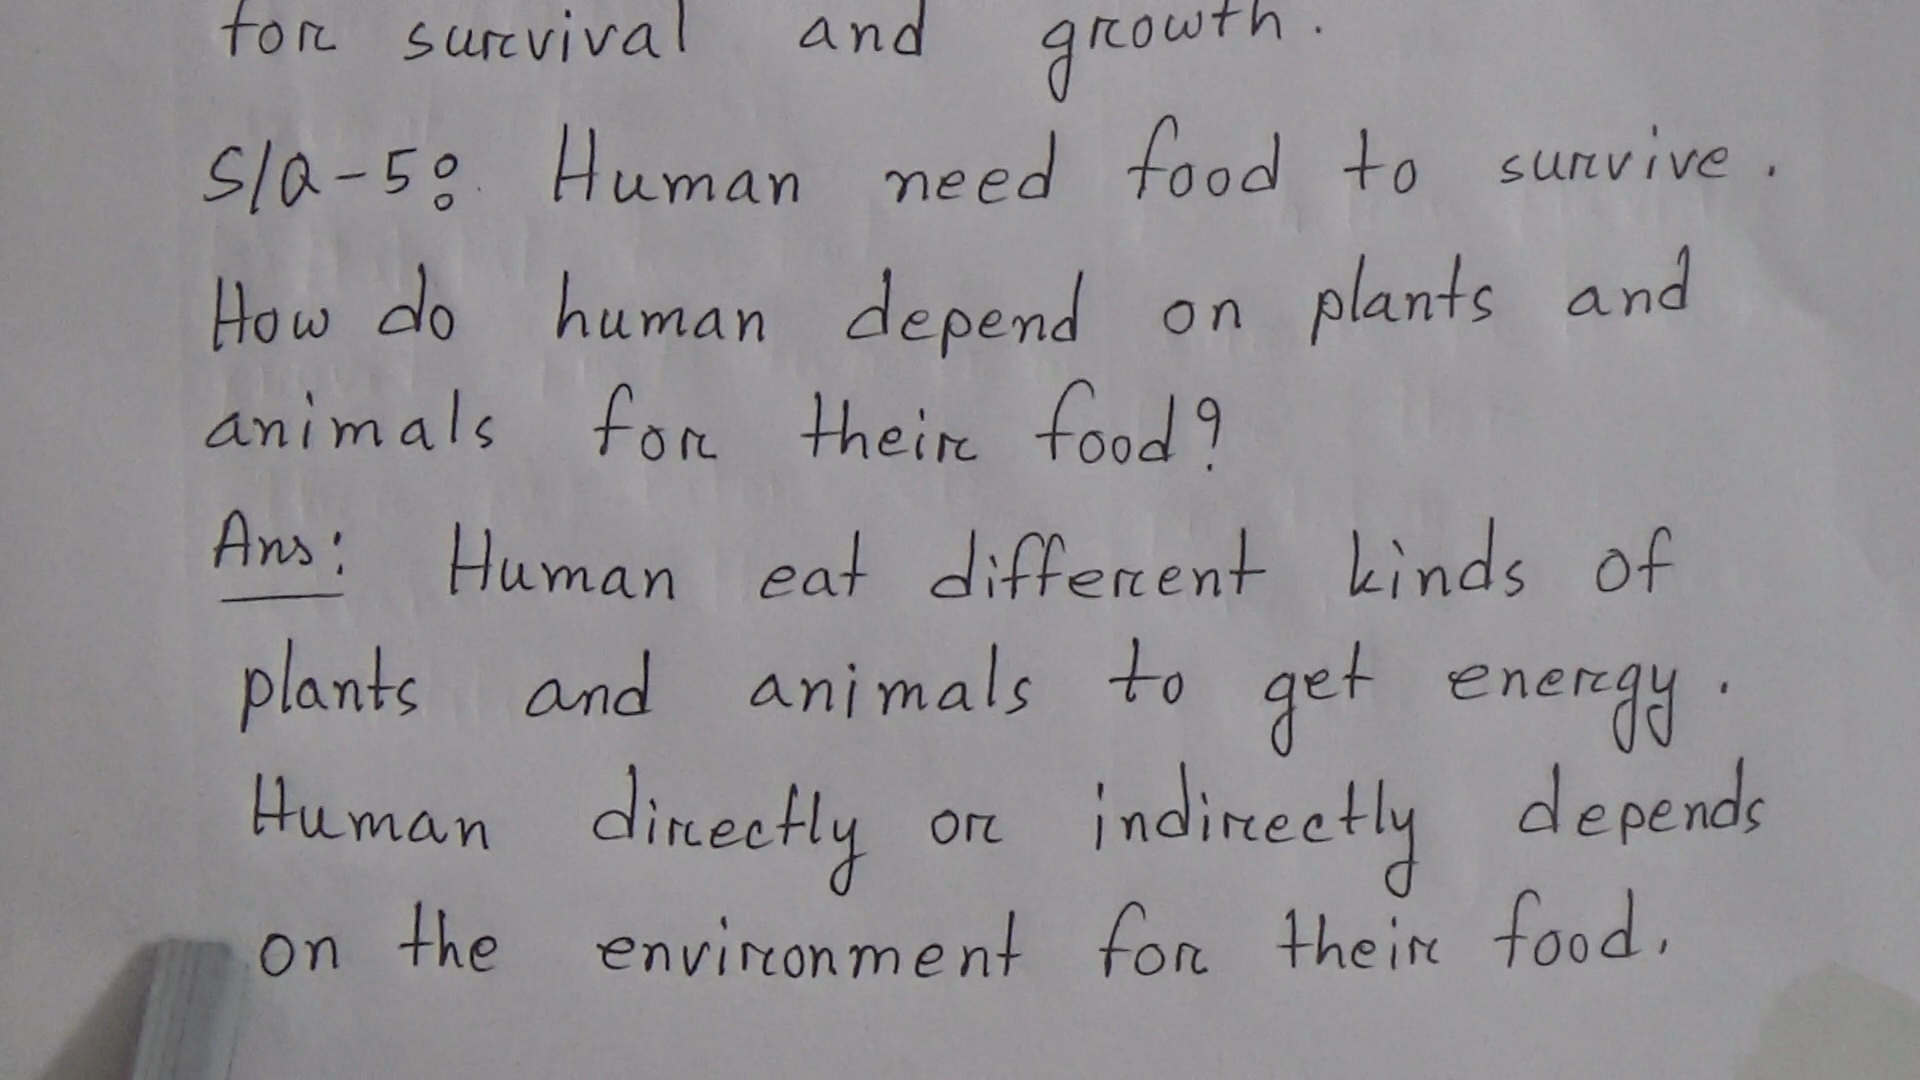 for survival and growth.
S/Q-5: Human need food to survive.
How do human depend on plants and
animals for their food?
Ans: Human eat different kinds of
plants and animals to get energy.
Human directly or indirectly depends
on the environment for their food.